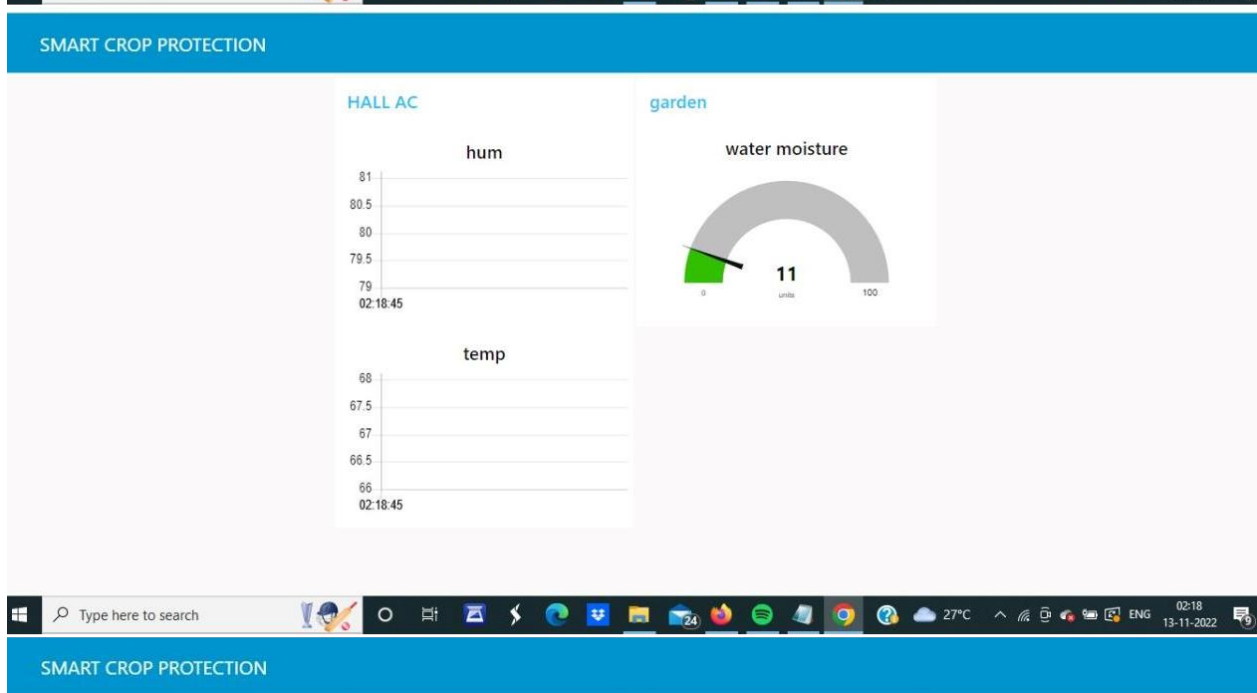 SMART CROP PROTECTION
HALL AC
hum
81
80.5
80
79.5
79
02:18:45
temp
68
67.5
67
66.5
66
02:18:45
garden
water moisture
11
units
0
100
Type here to search
24
27°C
ENG
02:18
13-11-2022
9
SMART CROP PROTECTION